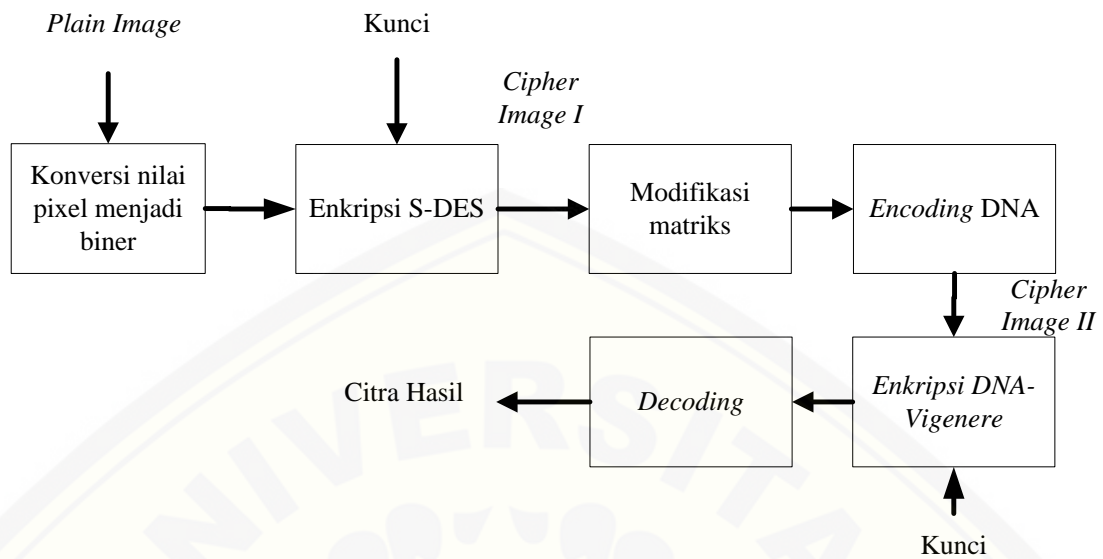 Plain Image
Kunci
Cipher
Image I
Konversi nilai
pixel menjadi
biner
Enkripsi S-DES
Modifikasi
matriks
Encoding DNA
Cipher
Image II
Citra Hasil
Decoding
Enkripsi DNA-
Vigenere
Kunci
NIVERSITA